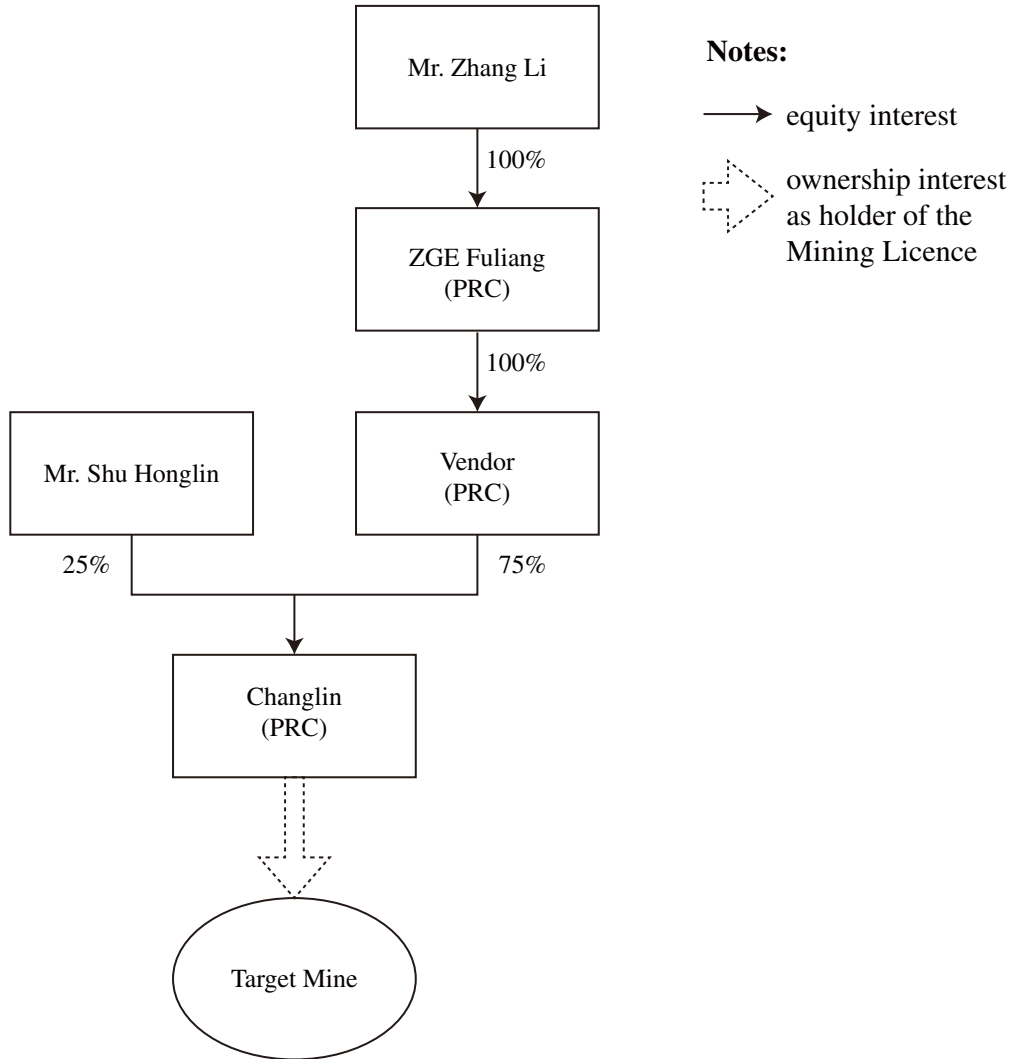 Mr. Zhang Li
Notes:
equity interest
100%
ownership interest
as holder of the
Mining Licence
ZGE Fuliang
(PRC)
100%
Mr. Shu Honglin
Vendor
(PRC)
25%
75%
Changlin
(PRC)
Target Mine